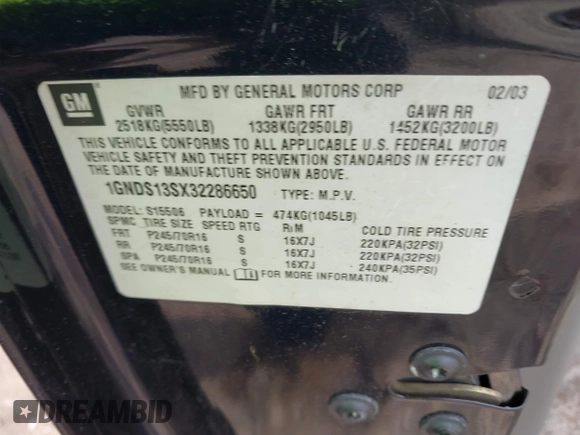 GM
MFD BY GENERAL MOTORS CORP 02/03
GVWR GAWR FRT GAWR RR
2518KG(5550LB) 1338KG(2950LB) 1452KG(3200LB)
THIS VEHICLE CONFORMS TO ALL APPLICABLE U.S. FEDERAL MOTOR
VEHICLE SAFETY AND THEFT PREVENTION STANDARDS IN EFFECT ON
THE DATE OF MANUFACTURE SHOWN ABOVE.
1GNDS13SX32286650 TYPE: M.P.V.
MODEL: S15506 PAYLOAD = 474KG(1045LB)
SPMC TIRE SIZE SPEED RTG RIM COLD TIRE PRESSURE
FRT P245/70R16 S 16X7J 220KPA(32PSI)
RR P245/70R16 S 16X7J 220KPA(32PSI)
SPA P245/70R16 S 16X7J 240KPA(35PSI)
SEE OWNER'S MANUAL FOR MORE INFORMATION.
DREAMBID